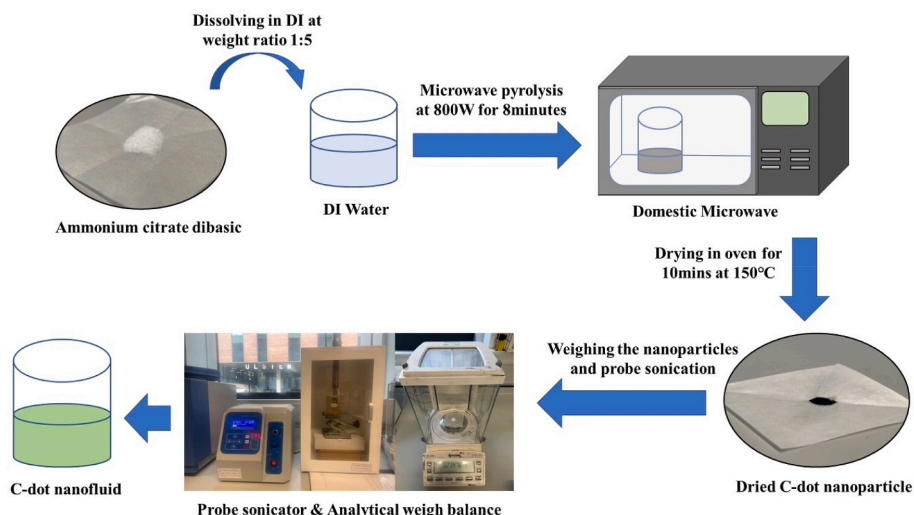 Dissolving in DI at
weight ratio 1:5
Microwave pyrolysis
at 800W for 8minutes
DI Water
Ammonium citrate dibasic
Domestic Microwave
Drying in oven for
10mins at 150°C
Weighing the nanoparticles
and probe sonication
ULSTER
C-dot nanofluid
Dried C-dot nanoparticle
Probe sonicator & Analytical weigh balance